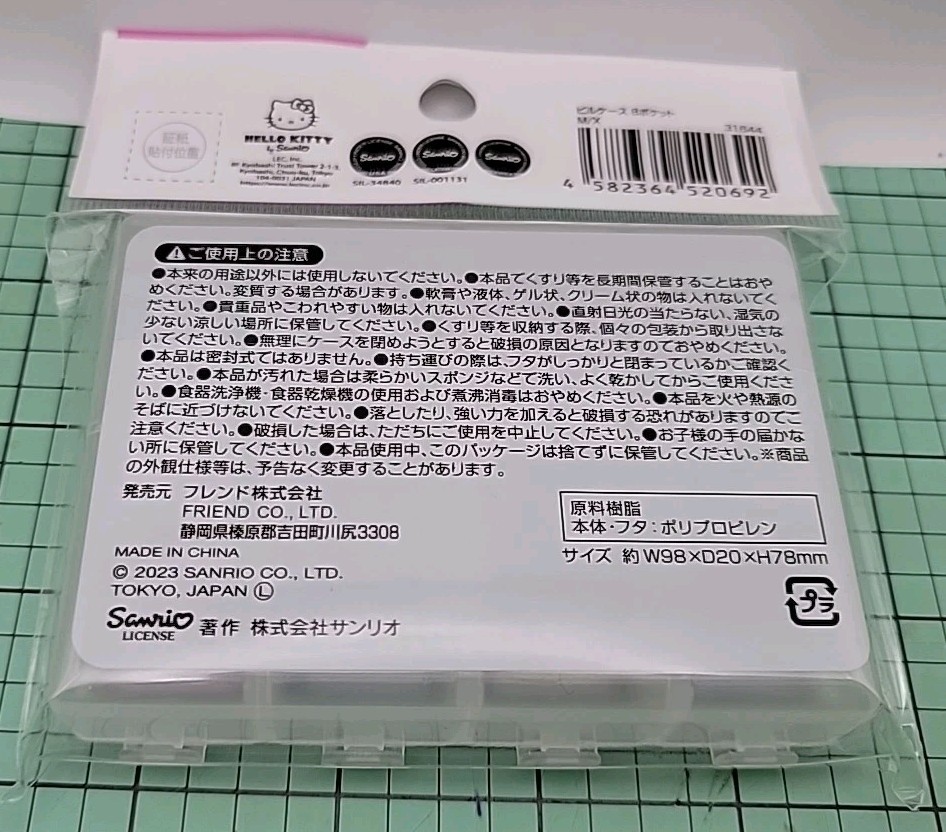 証紙
貼付位置
HELLO KITTY
by Sanrio
LEC, Inc.
Kyobashi Trust Tower 2-1-3
Kyobashi, Chuo-ku, Tokyo
104-0031 JAPAN
Sanrio
Sanrio
Sanrio
SIL-34840
SIL-001131
ピルケース 8ポケット
M/X
31844
4 582364 520692
ご使用上の注意
●本来の用途以外には使用しないでください。●本品でくすり等を長期間保管することはおや
めください。変質する場合があります。●軟膏や液体、ゲル状、クリーム状の物は入れないでく
ださい。●貴重品やこわれやすい物は入れないでください。●直射日光の当たらない、湿気の
少ない涼しい場所に保管してください。●くすり等を収納する際、個々の包装から取り出さな
いでください。●無理にケースを閉めようとすると破損の原因となりますのでおやめください。
●本品は密封式ではありません。●持ち運びの際は、フタがしっかりと閉まっているかご確認く
ださい。●本品が汚れた場合は柔らかいスポンジなどで洗い、よく乾かしてからご使用くださ
い。●食器洗浄機・食器乾燥機の使用および煮沸消毒はおやめください。●本品を火や熱源の
そばに近づけないでください。●落としたり、強い力を加えると破損する恐れがありますのでご
注意ください。●破損した場合は、ただちにご使用を中止してください。●お子様の手の届かな
い所に保管してください。●本品使用中、このパッケージは捨てずに保管してください。※商品
の外観仕様等は、予告なく変更することがあります。
発売元 フレンド株式会社
FRIEND CO., LTD.
静岡県榛原郡吉田町川尻3308
MADE IN CHINA
© 2023 SANRIO CO., LTD.
TOKYO, JAPAN Ⓛ
Sanrio
LICENSE
著作 株式会社サンリオ
原料樹脂
本体・フタ：ポリプロピレン
サイズ 約 W98×D20×H78mm
プラ